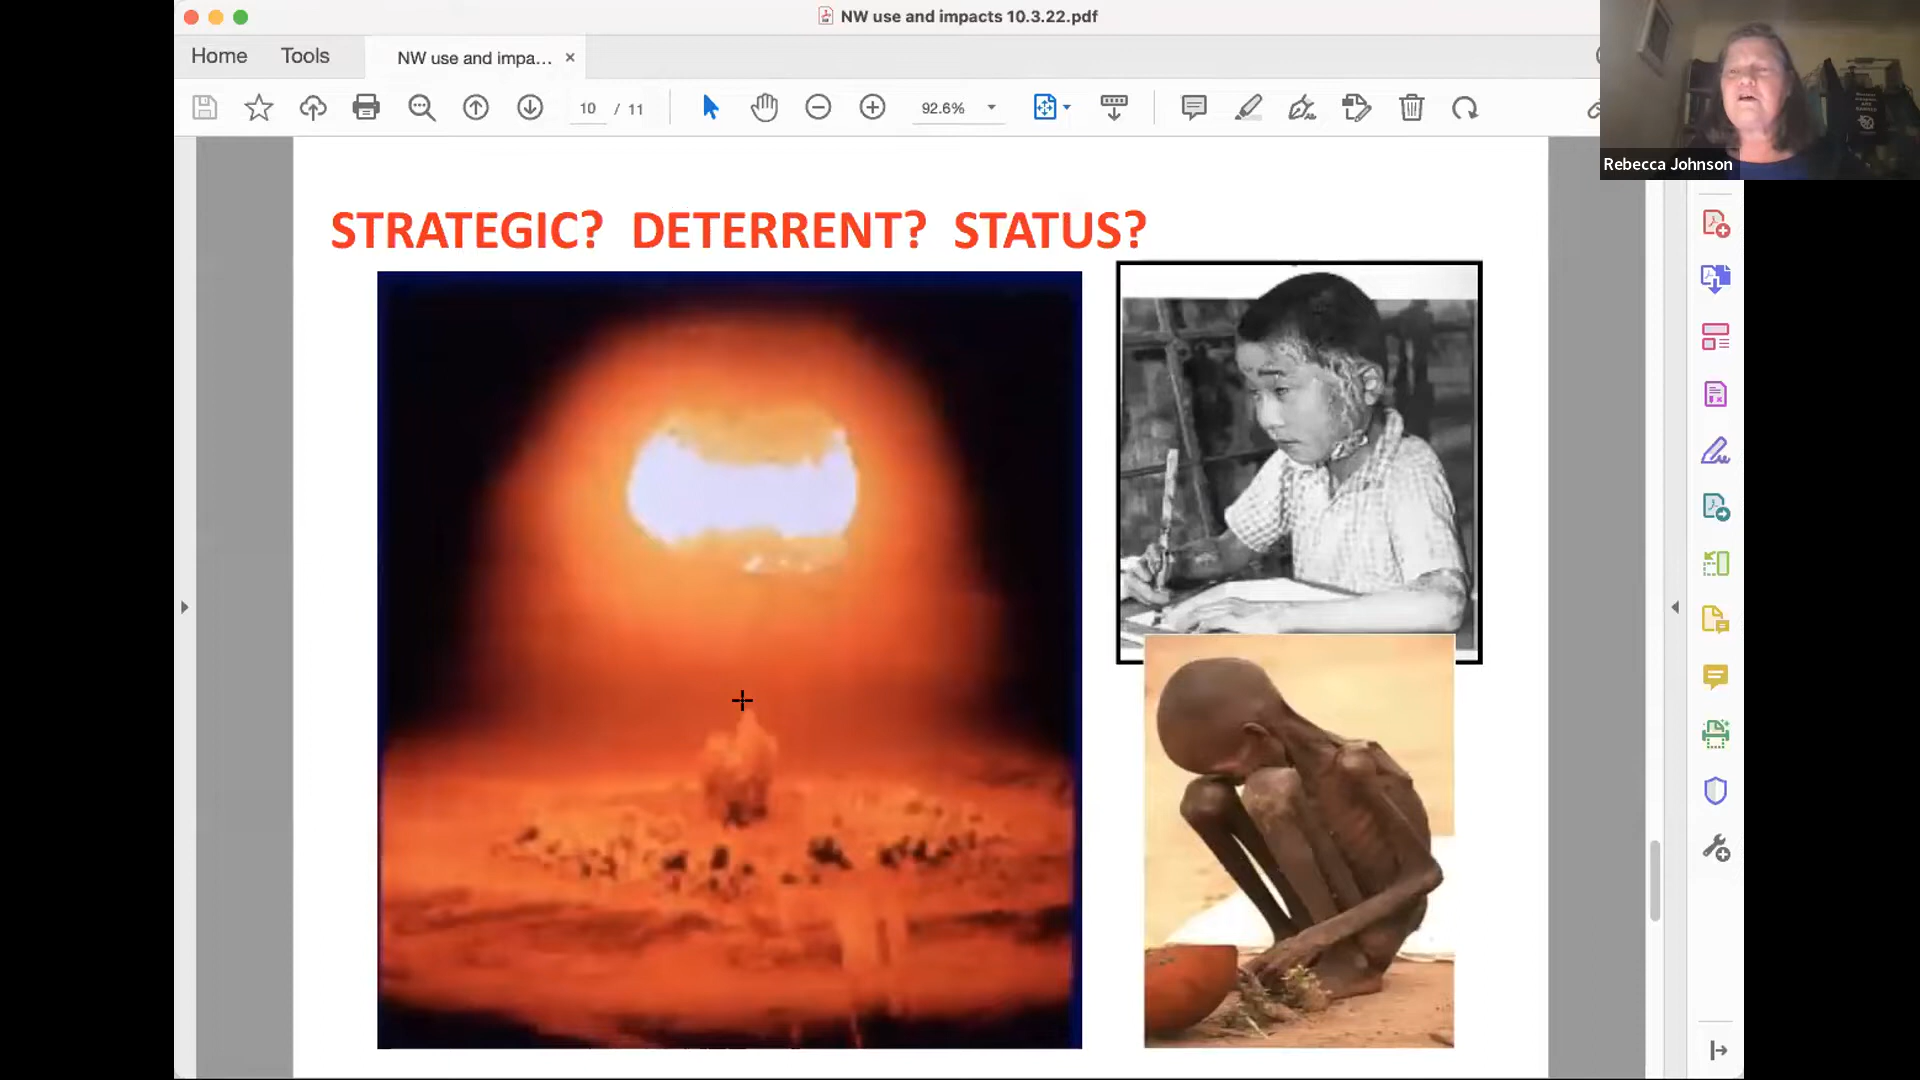 NW use and impacts 10.3.22.pdf
Home Tools NW use and impa... ×
10 / 11 92.6%
Rebecca Johnson
STRATEGIC? DETERRENT? STATUS?